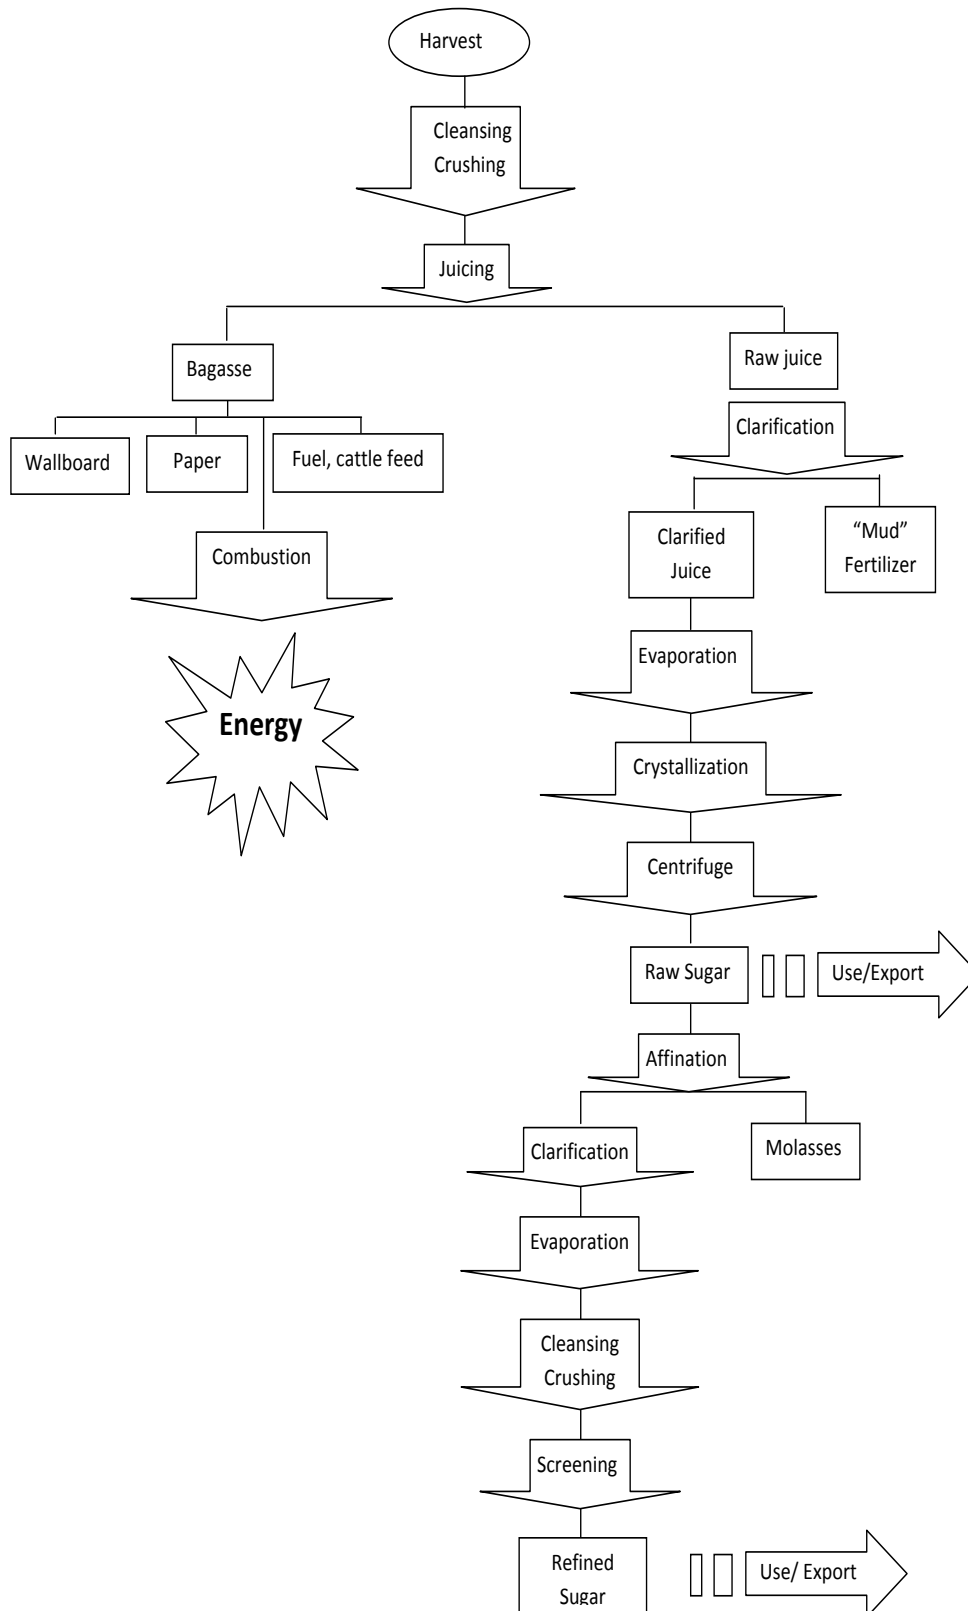 Harvest
Cleansing
Crushing
Juicing
Bagasse
Raw juice
Wallboard
Paper
Fuel, cattle feed
Clarification
Combustion
Clarified
Juice
“Mud”
Fertilizer
Energy
Evaporation
Crystallization
Centrifuge
Raw Sugar
Use/Export
Affination
Clarification
Molasses
Evaporation
Cleansing
Crushing
Screening
Refined
Sugar
Use/ Export